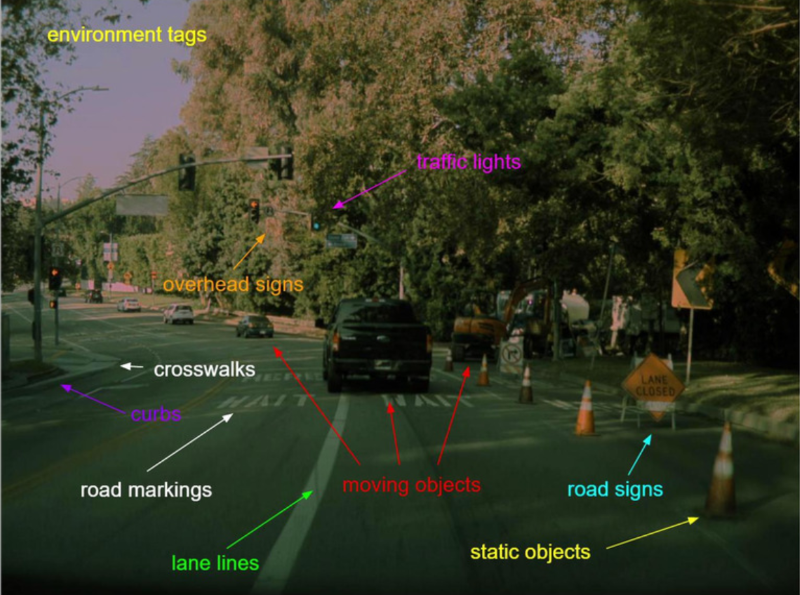 environment tags
traffic lights
overhead signs
crosswalks
curbs
LANE
CLOSED
WAIT
road markings
moving objects
road signs
lane lines
static objects